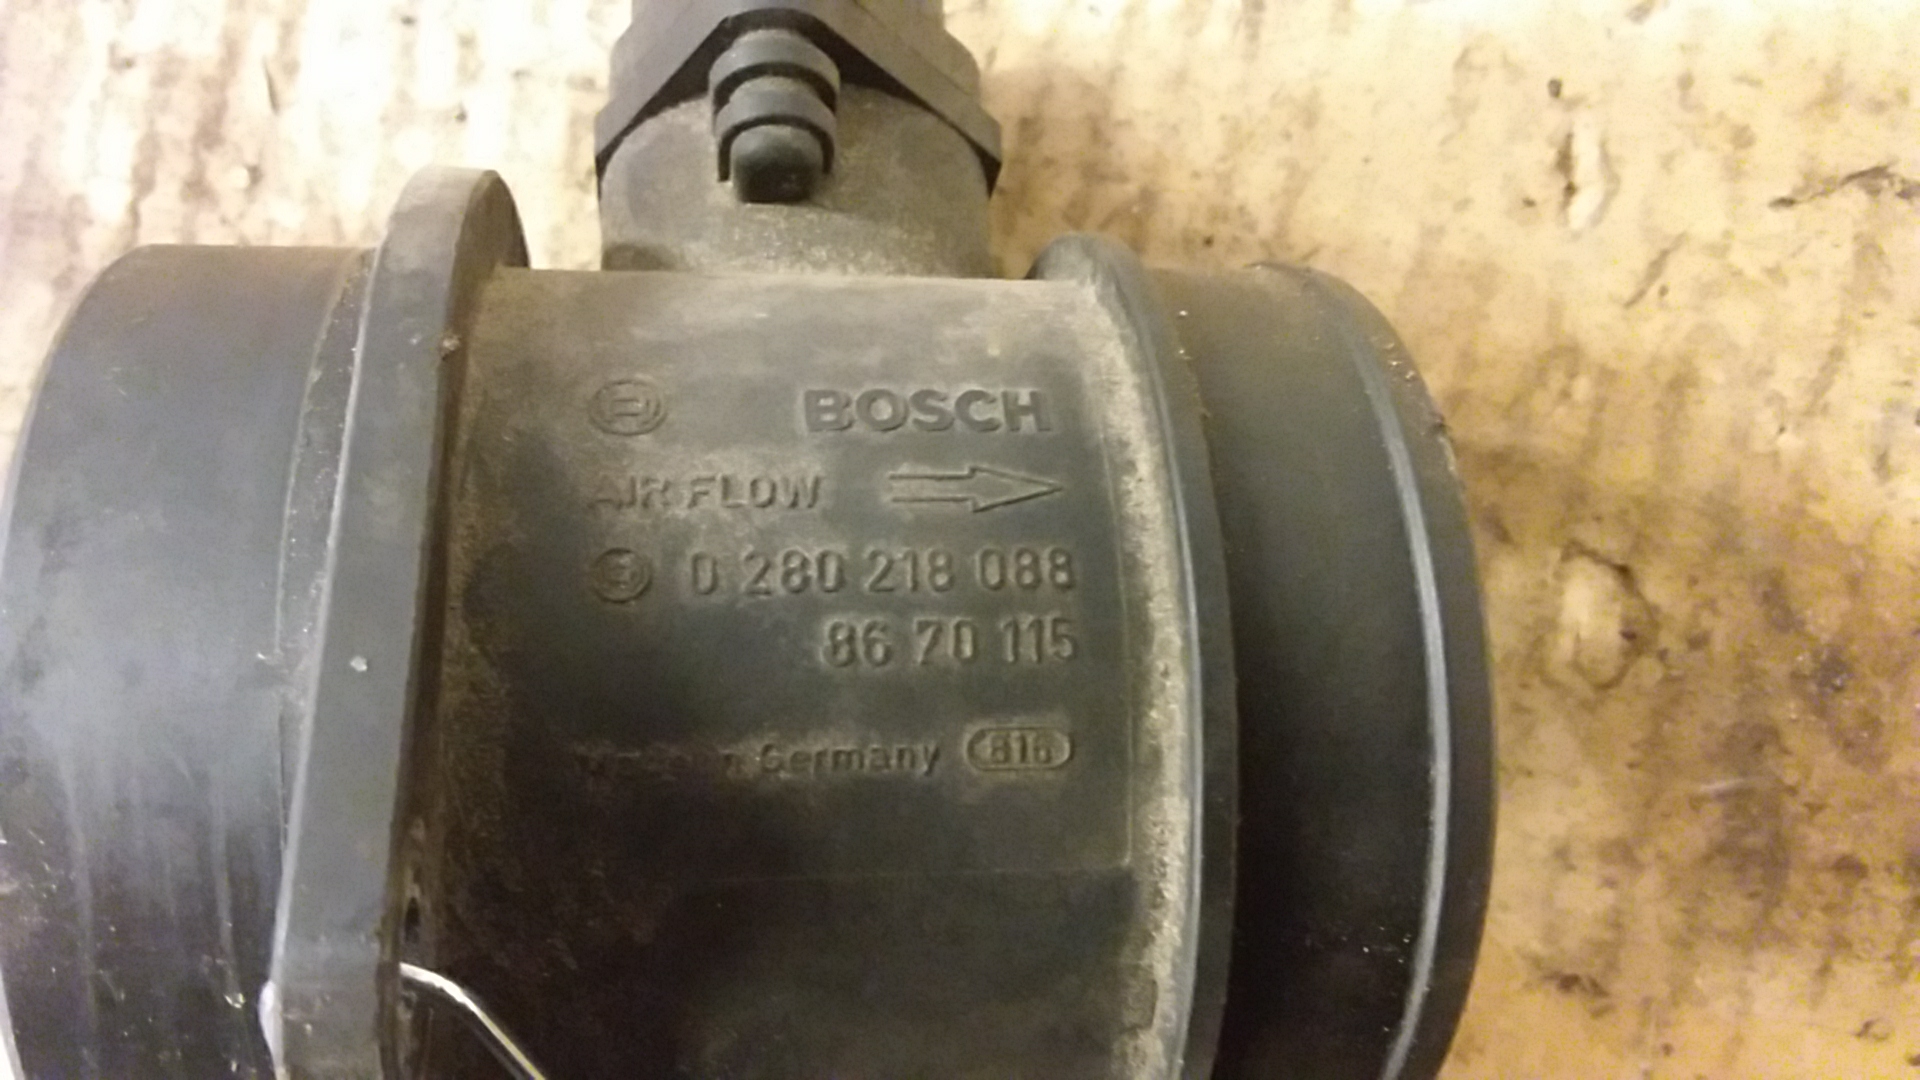 BOSCH
AIR FLOW
0 280 218 088
86 70 115
Germany 816